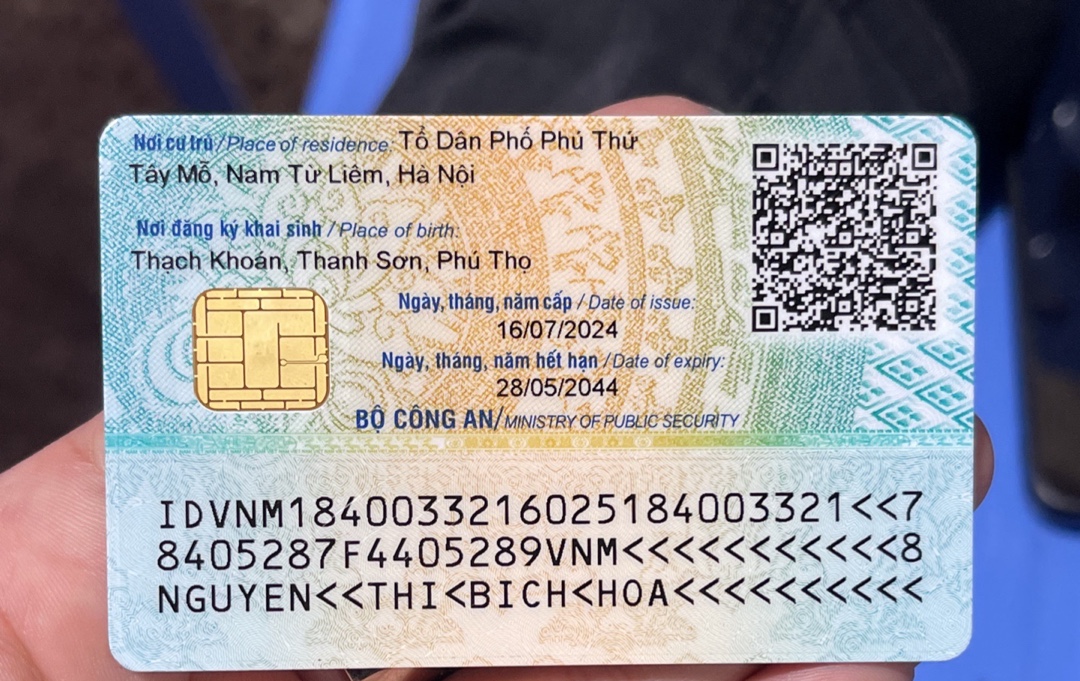 Nơi cư trú / Place of residence: Tổ Dân Phố Phú Thứ
Tây Mỗ, Nam Từ Liêm, Hà Nội
Nơi đăng ký khai sinh / Place of birth:
Thạch Khoán, Thanh Sơn, Phú Thọ
Ngày, tháng, năm cấp / Date of issue:
16/07/2024
Ngày, tháng, năm hết hạn / Date of expiry:
28/05/2044
BỘ CÔNG AN/MINISTRY OF PUBLIC SECURITY
IDVNM1840033216025184003321<<7
8405287F4405289VNM<<<<<<<<<<<8
NGUYEN<<THI<BICH<HOA<<<<<<<<<<